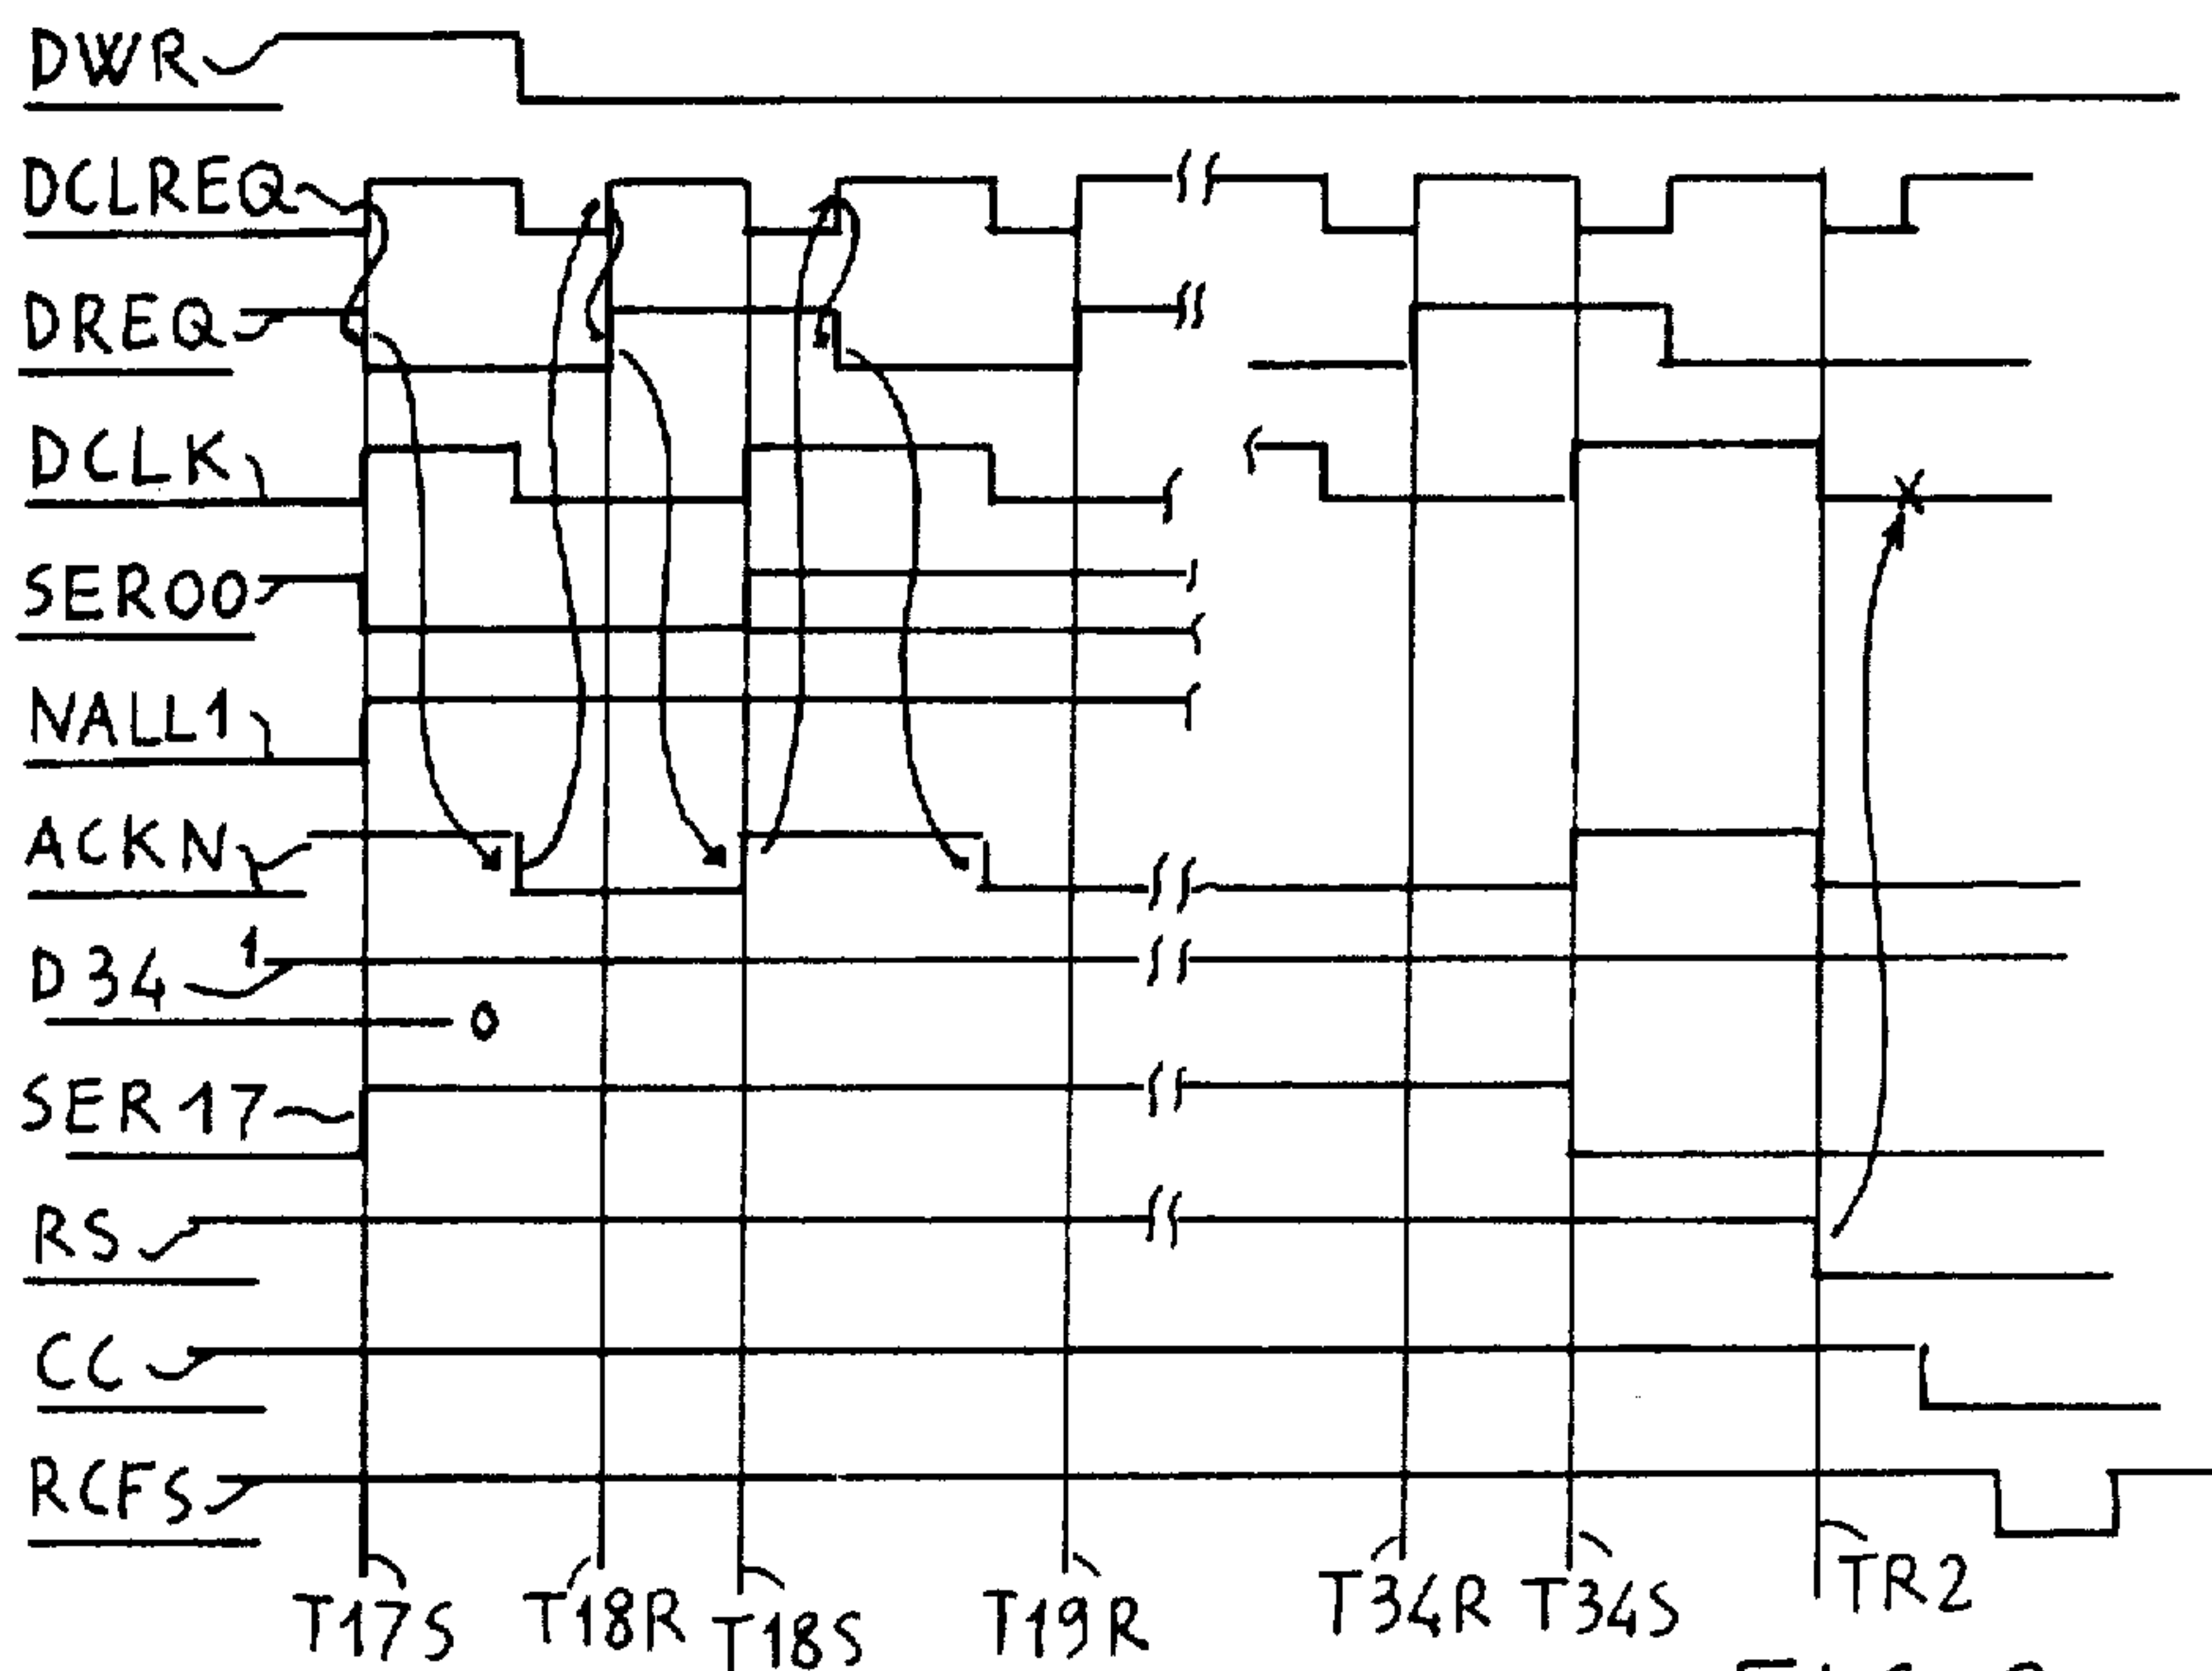 DWR
DCLREQ
DREQ
DCLK
SER00
NALL1
ACKN
D34 1
0
SER17
RS
CC
RCFS
T17S T18R T18S T19R T34R T34S TR2